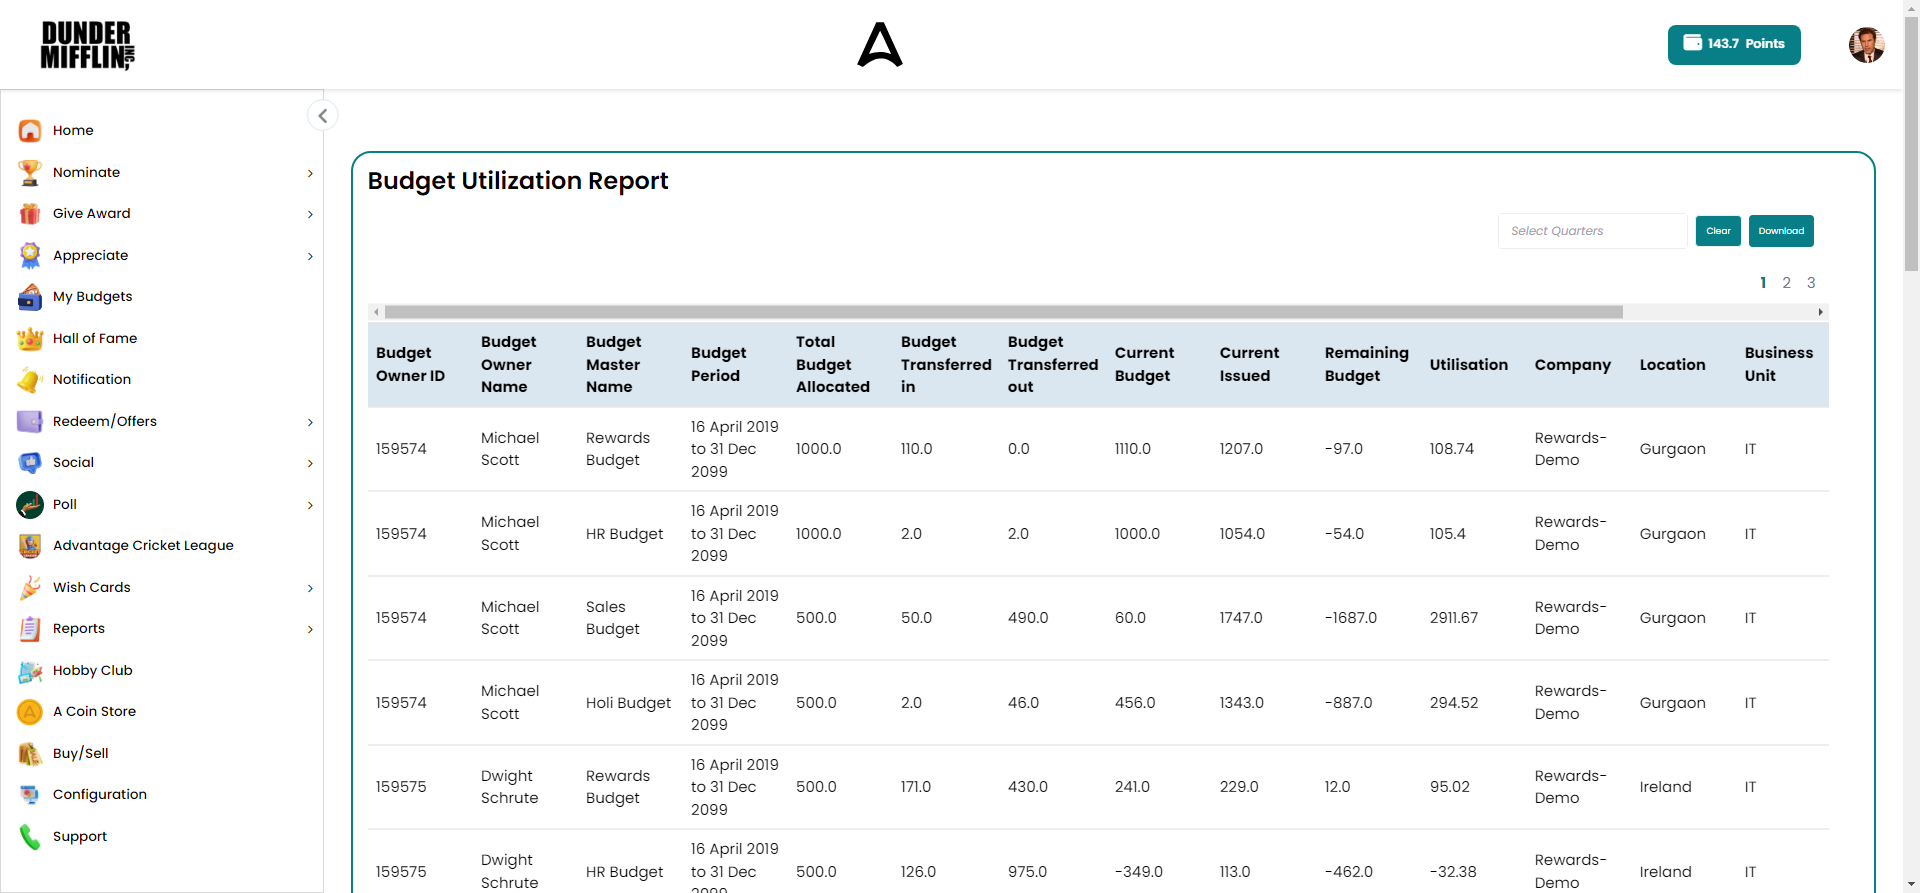 DUNDER
MIFFLIN, INC
143.7 Points
Home
Nominate
Give Award
Appreciate
My Budgets
Hall of Fame
Notification
Redeem/Offers
Social
Poll
Advantage Cricket League
Wish Cards
Reports
Hobby Club
A Coin Store
Buy/Sell
Configuration
Support
Budget Utilization Report
Select Quarters
Clear
Download
1 2 3
Budget Owner ID | Budget Owner Name | Budget Master Name | Budget Period | Total Budget Allocated | Budget Transferred in | Budget Transferred out | Current Budget | Current Issued | Remaining Budget | Utilisation | Company | Location | Business Unit
159574 | Michael Scott | Rewards Budget | 16 April 2019 to 31 Dec 2099 | 1000.0 | 110.0 | 0.0 | 1110.0 | 1207.0 | -97.0 | 108.74 | Rewards-Demo | Gurgaon | IT
159574 | Michael Scott | HR Budget | 16 April 2019 to 31 Dec 2099 | 1000.0 | 2.0 | 2.0 | 1000.0 | 1054.0 | -54.0 | 105.4 | Rewards-Demo | Gurgaon | IT
159574 | Michael Scott | Sales Budget | 16 April 2019 to 31 Dec 2099 | 500.0 | 50.0 | 490.0 | 60.0 | 1747.0 | -1687.0 | 2911.67 | Rewards-Demo | Gurgaon | IT
159574 | Michael Scott | Holi Budget | 16 April 2019 to 31 Dec 2099 | 500.0 | 2.0 | 46.0 | 456.0 | 1343.0 | -887.0 | 294.52 | Rewards-Demo | Gurgaon | IT
159575 | Dwight Schrute | Rewards Budget | 16 April 2019 to 31 Dec 2099 | 500.0 | 171.0 | 430.0 | 241.0 | 229.0 | 12.0 | 95.02 | Rewards-Demo | Ireland | IT
159575 | Dwight Schrute | HR Budget | 16 April 2019 to 31 Dec 2099 | 500.0 | 126.0 | 975.0 | -349.0 | 113.0 | -462.0 | -32.38 | Rewards-Demo | Ireland | IT